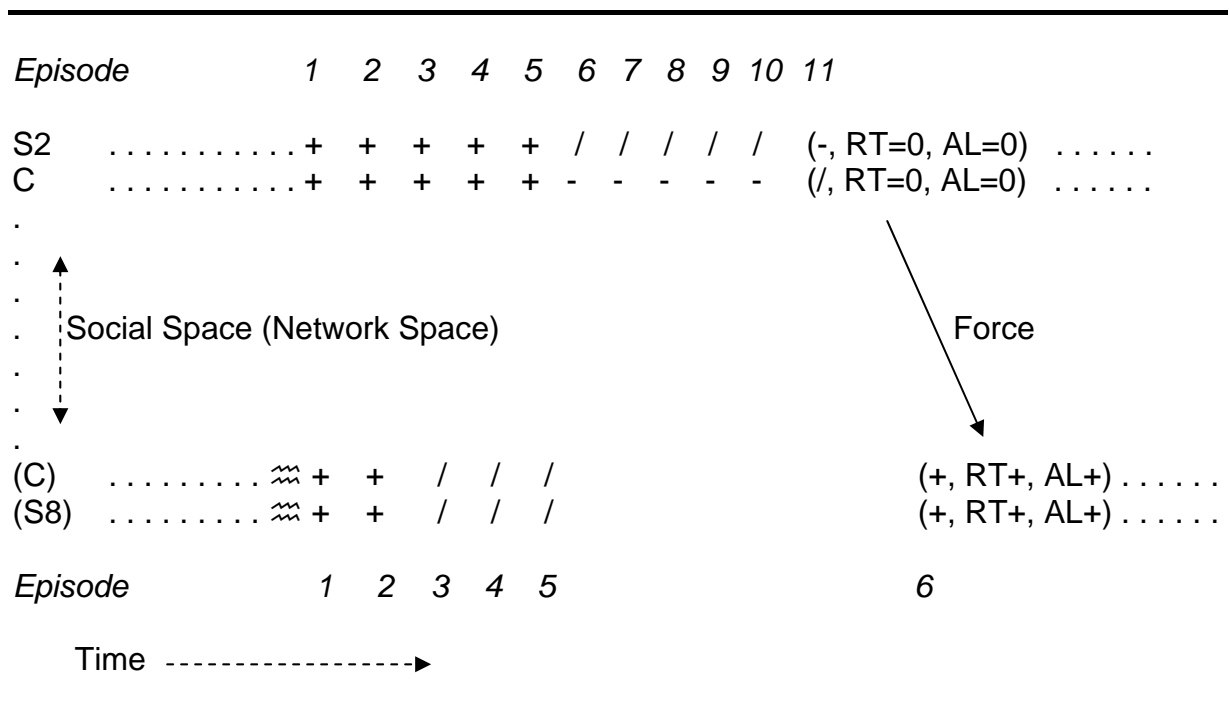 Episode 1 2 3 4 5 6 7 8 9 10 11
S2 . . . . . . . . . . . + + + + + / / / / / (-, RT=0, AL=0) . . . . . .
C . . . . . . . . . . . + + + + + - - - - - (/, RT=0, AL=0) . . . . . .
.
.
.
. Social Space (Network Space) Force
.
.
.
(C) . . . . . . . . . ♒ + + / / / (+, RT+, AL+) . . . . . .
(S8) . . . . . . . . . ♒ + + / / / (+, RT+, AL+) . . . . . .
Episode 1 2 3 4 5 6
Time